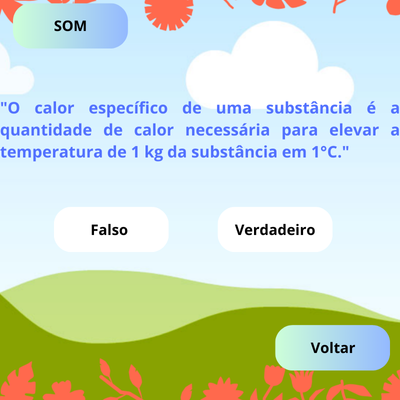 SOM
"O calor específico de uma substância é a
quantidade de calor necessária para elevar a
temperatura de 1 kg da substância em 1°C."
Falso
Verdadeiro
Voltar